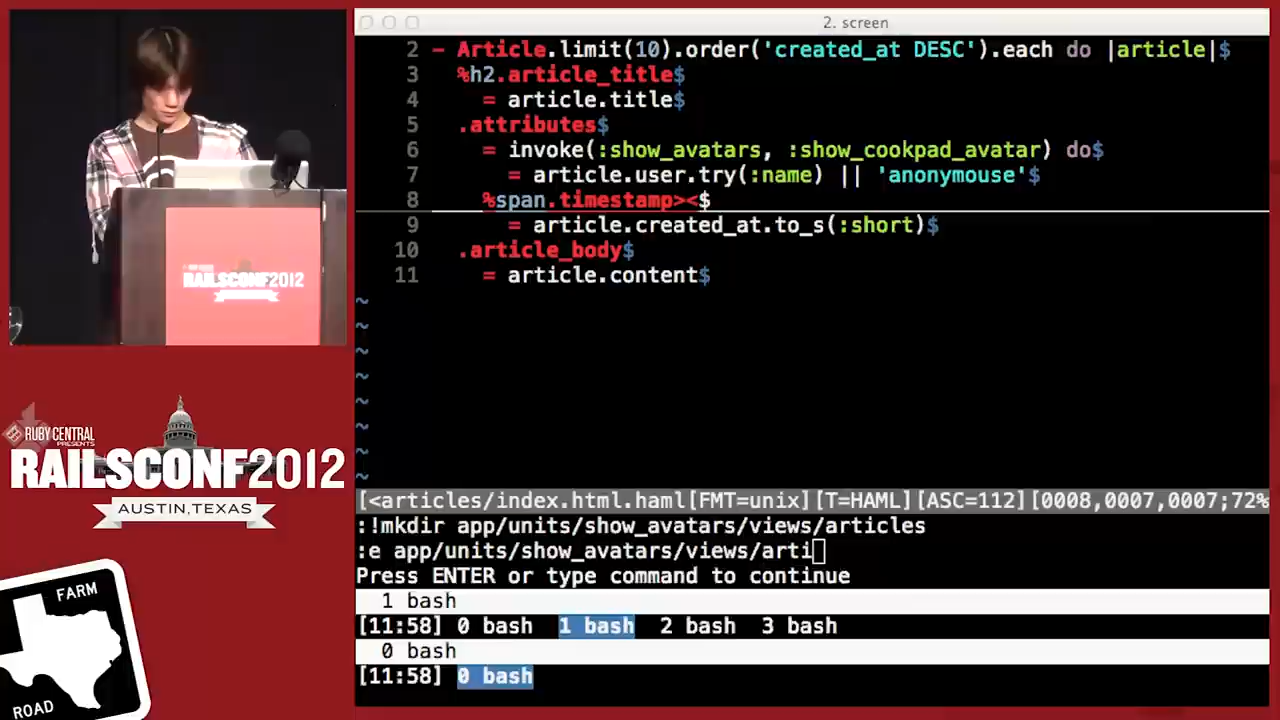 2. screen
2 - Article.limit(10).order('created_at DESC').each do |article|$
3 %h2.article_title$
4 = article.title$
5 .attributes$
6 = invoke(:show_avatars, :show_cookpad_avatar) do$
7 = article.user.try(:name) || 'anonymouse'$
8 %span.timestamp><$
9 = article.created_at.to_s(:short)$
10 .article_body$
11 = article.content$
~
~
~
~
~
~
~
~
[<articles/index.html.haml[FMT=unix][T=HAML][ASC=112][0008,0007,0007;72%
:!mkdir app/units/show_avatars/views/articles
:e app/units/show_avatars/views/arti
Press ENTER or type command to continue
1 bash
[11:58] 0 bash 1 bash 2 bash 3 bash
0 bash
[11:58] 0 bash
RAILSCONF2012
RUBY CENTRAL
PRESENTS
RAILSCONF2012
AUSTIN, TEXAS
FARM
ROAD